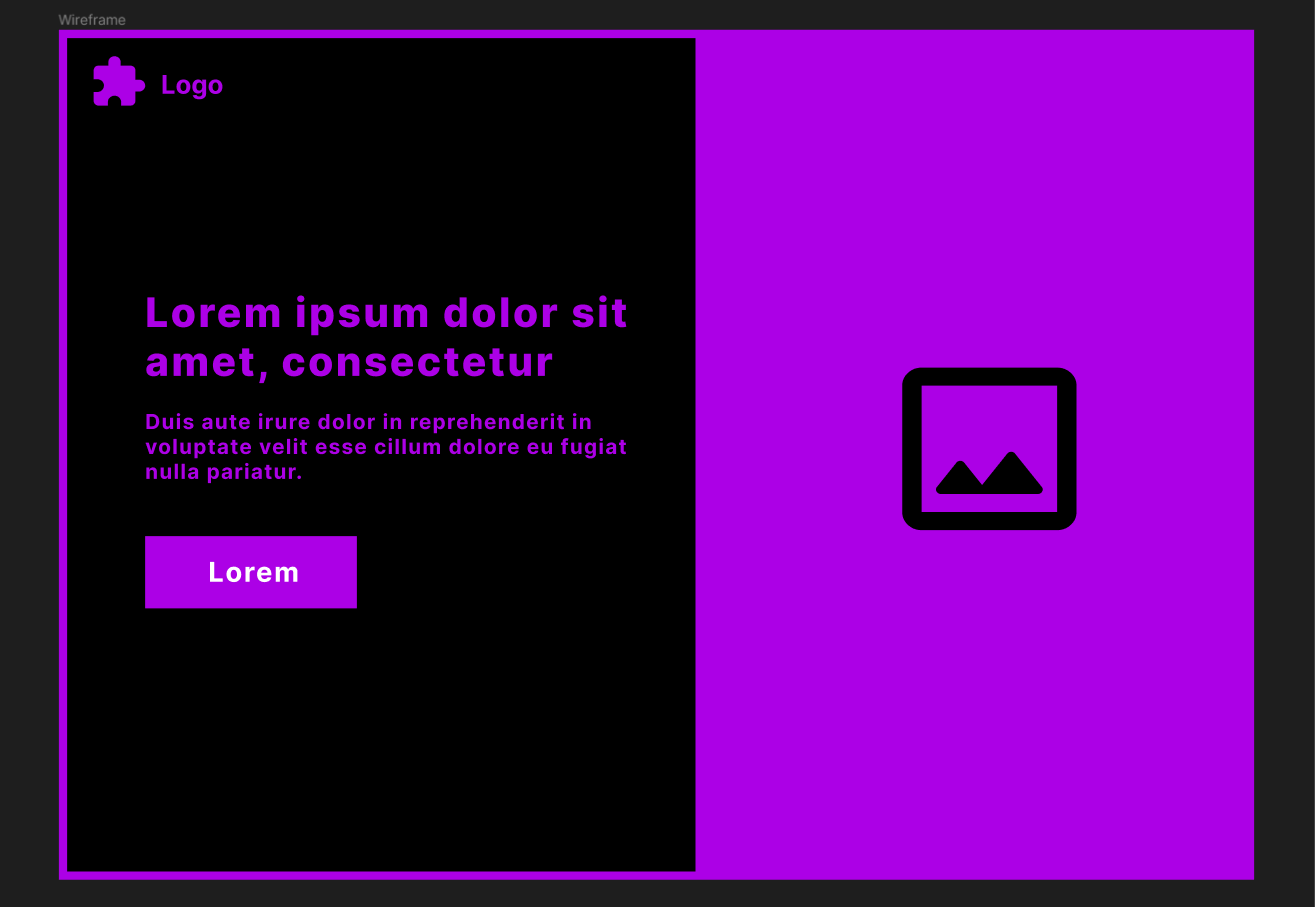 Wireframe
Logo
Lorem ipsum dolor sit
amet, consectetur
Duis aute irure dolor in reprehenderit in
voluptate velit esse cillum dolore eu fugiat
nulla pariatur.
Lorem